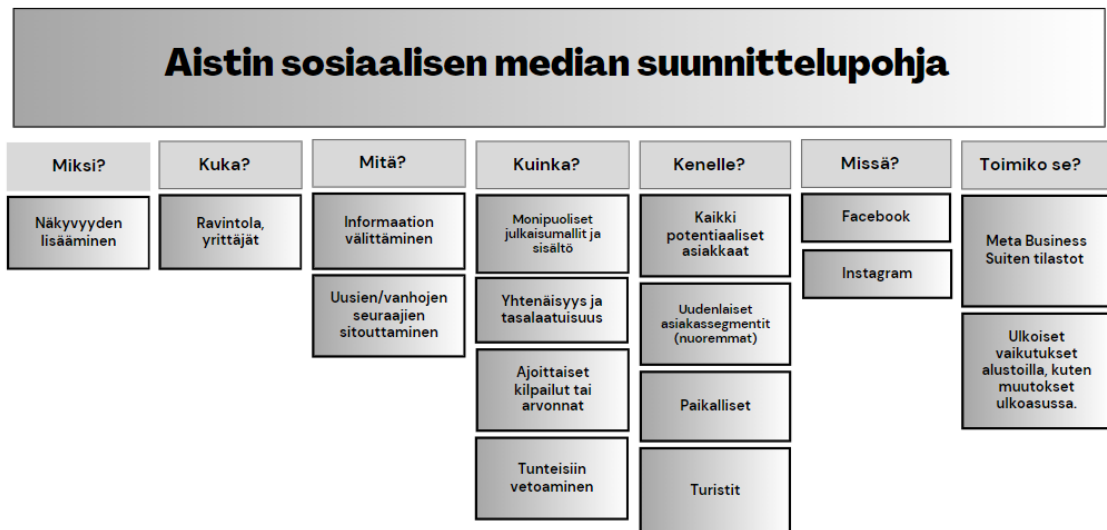 Aistin sosiaalisen median suunnittelupohja
Miksi?
Näkyvyyden
lisääminen
Kuka?
Ravintola,
yrittäjät
Mitä?
Informaation
välittäminen
Uusien/vanhojen
seuraajien
sitouttaminen
Kuinka?
Monipuoliset
julkaisumallit ja
sisältö
Yhtenäisyys ja
tasalaatuisuus
Ajoittaiset
kilpailut tai
arvonnat
Tunteisiin
vetoaminen
Kenelle?
Kaikki
potentiaaliset
asiakkaat
Uudenlaiset
asiakassegmentit
(nuoremmat)
Paikalliset
Turistit
Missä?
Facebook
Instagram
Toimiko se?
Meta Business
Suiten tilastot
Ulkoiset
vaikutukset
alustoilla, kuten
muutokset
ulkoasussa.